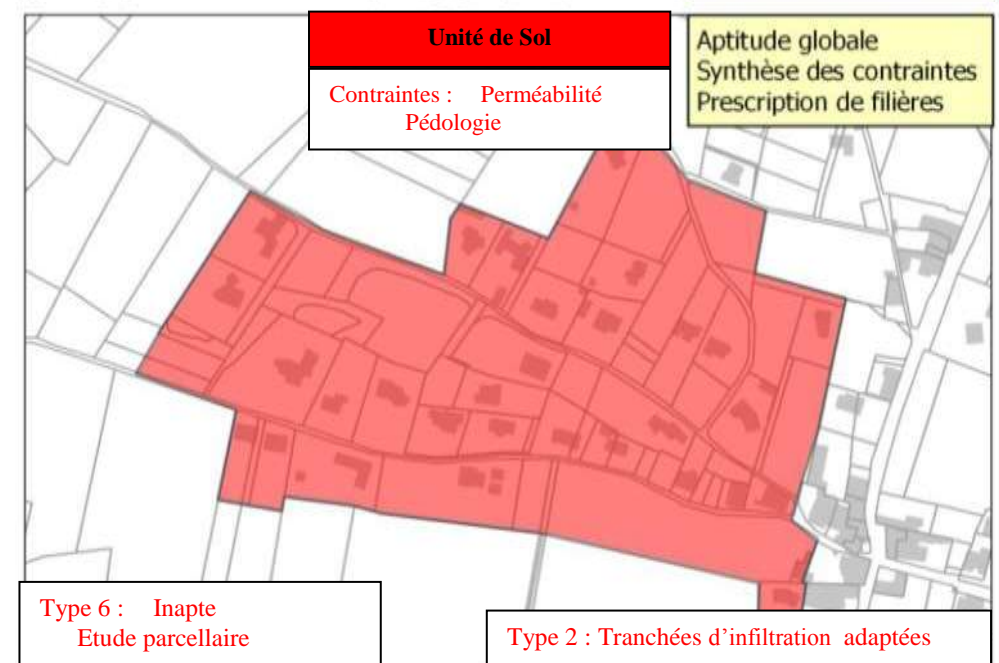 Unité de Sol
Contraintes : Perméabilité
Pédologie
Aptitude globale
Synthèse des contraintes
Prescription de filières
Type 6 : Inapte
Etude parcellaire
Type 2 : Tranchées d’infiltration adaptées